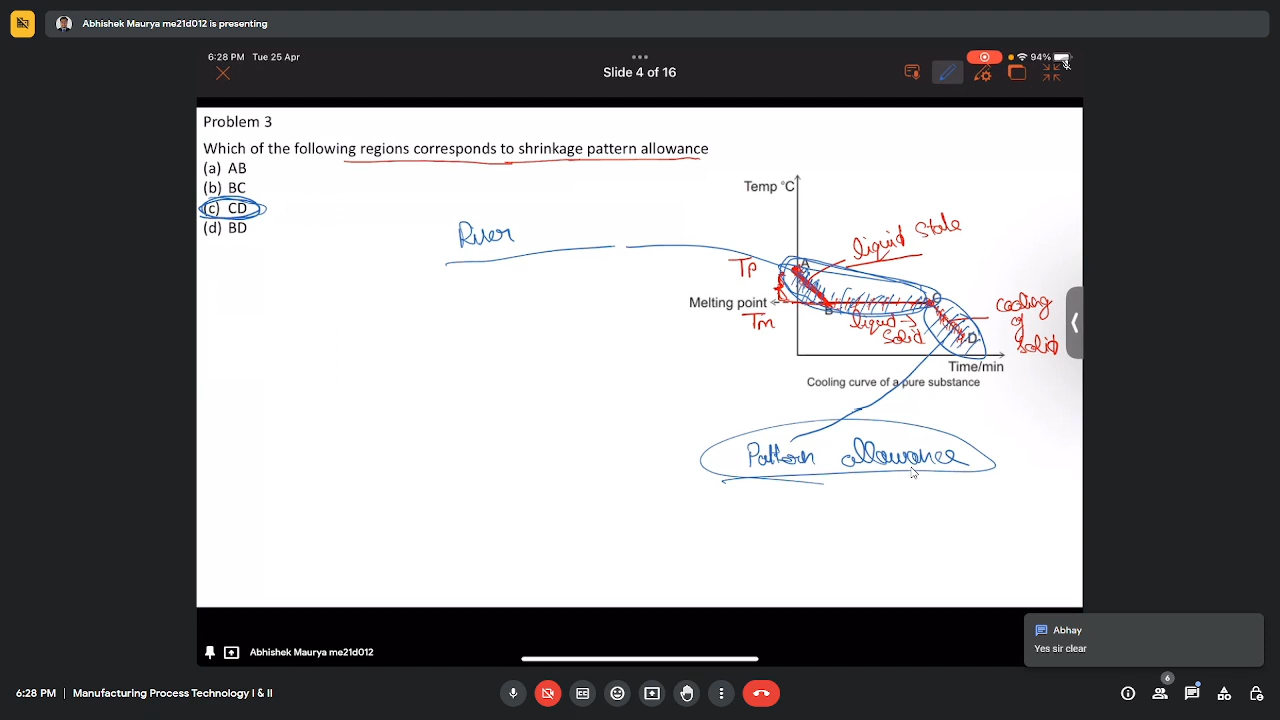 Abhishek Maurya me21d012 is presenting
6:28 PM Tue 25 Apr
94%
Slide 4 of 16
Problem 3
Which of the following regions corresponds to shrinkage pattern allowance
(a) AB
(b) BC
(c) CD
(d) BD
Temp °C
liquid State
Tp
A
Melting point
B
C
Tm
liquid →
Solid
D
cooling
of
solid
Time/min
Cooling curve of a pure substance
Pattern allowance
Abhay
Yes sir clear
Abhishek Maurya me21d012
6:28 PM | Manufacturing Process Technology I & II
6